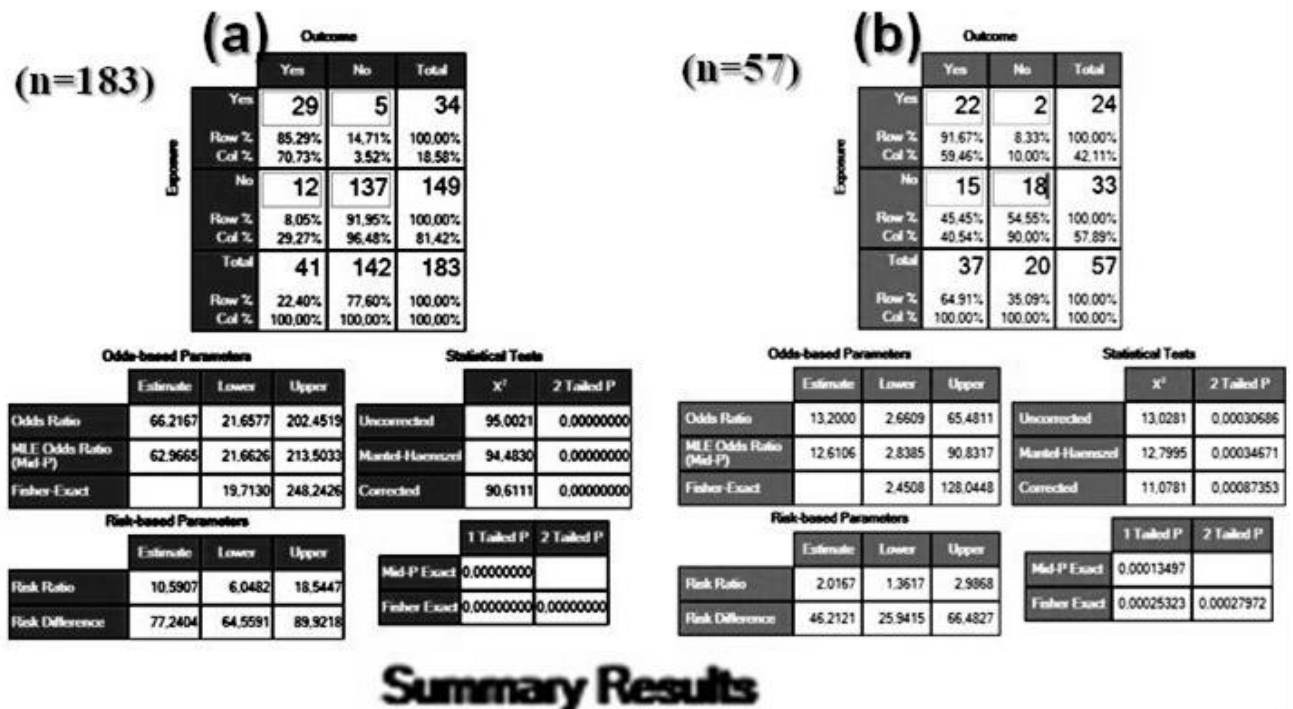 (a)
(n=183)
Outcome
Yes No Total
Exposure
Yes 29 5 34
Row % 85,29% 14,71% 100,00%
Col % 70,73% 3,52% 18,58%
No 12 137 149
Row % 8,05% 91,95% 100,00%
Col % 29,27% 96,48% 81,42%
Total 41 142 183
Row % 22,40% 77,60% 100,00%
Col % 100,00% 100,00% 100,00%
Odds-based Parameters
Estimate Lower Upper
Odds Ratio 66,2167 21,6577 202,4519
MLE Odds Ratio (Mid-P) 62,9665 21,6626 213,5033
Fisher-Exact 19,7130 248,2426
Statistical Tests
X² 2 Tailed P
Uncorrected 95,0021 0,00000000
Mantel-Haenszel 94,4830 0,00000000
Corrected 90,6111 0,00000000
Risk-based Parameters
Estimate Lower Upper
Risk Ratio 10,5907 6,0482 18,5447
Risk Difference 77,2404 64,5591 89,9218
1 Tailed P 2 Tailed P
Mid-P Exact 0,00000000
Fisher Exact 0,00000000 0,00000000
(b)
(n=57)
Outcome
Yes No Total
Exposure
Yes 22 2 24
Row % 91,67% 8,33% 100,00%
Col % 59,46% 10,00% 42,11%
No 15 18 33
Row % 45,45% 54,55% 100,00%
Col % 40,54% 90,00% 57,89%
Total 37 20 57
Row % 64,91% 35,09% 100,00%
Col % 100,00% 100,00% 100,00%
Odds-based Parameters
Estimate Lower Upper
Odds Ratio 13,2000 2,6609 65,4811
MLE Odds Ratio (Mid-P) 12,6106 2,8385 90,8317
Fisher-Exact 2,4508 128,0448
Statistical Tests
X² 2 Tailed P
Uncorrected 13,0281 0,00030686
Mantel-Haenszel 12,7995 0,00034671
Corrected 11,0781 0,00087353
Risk-based Parameters
Estimate Lower Upper
Risk Ratio 2,0167 1,3617 2,9868
Risk Difference 46,2121 25,9415 66,4827
1 Tailed P 2 Tailed P
Mid-P Exact 0,00013497
Fisher Exact 0,00025323 0,00027972
Summary Results